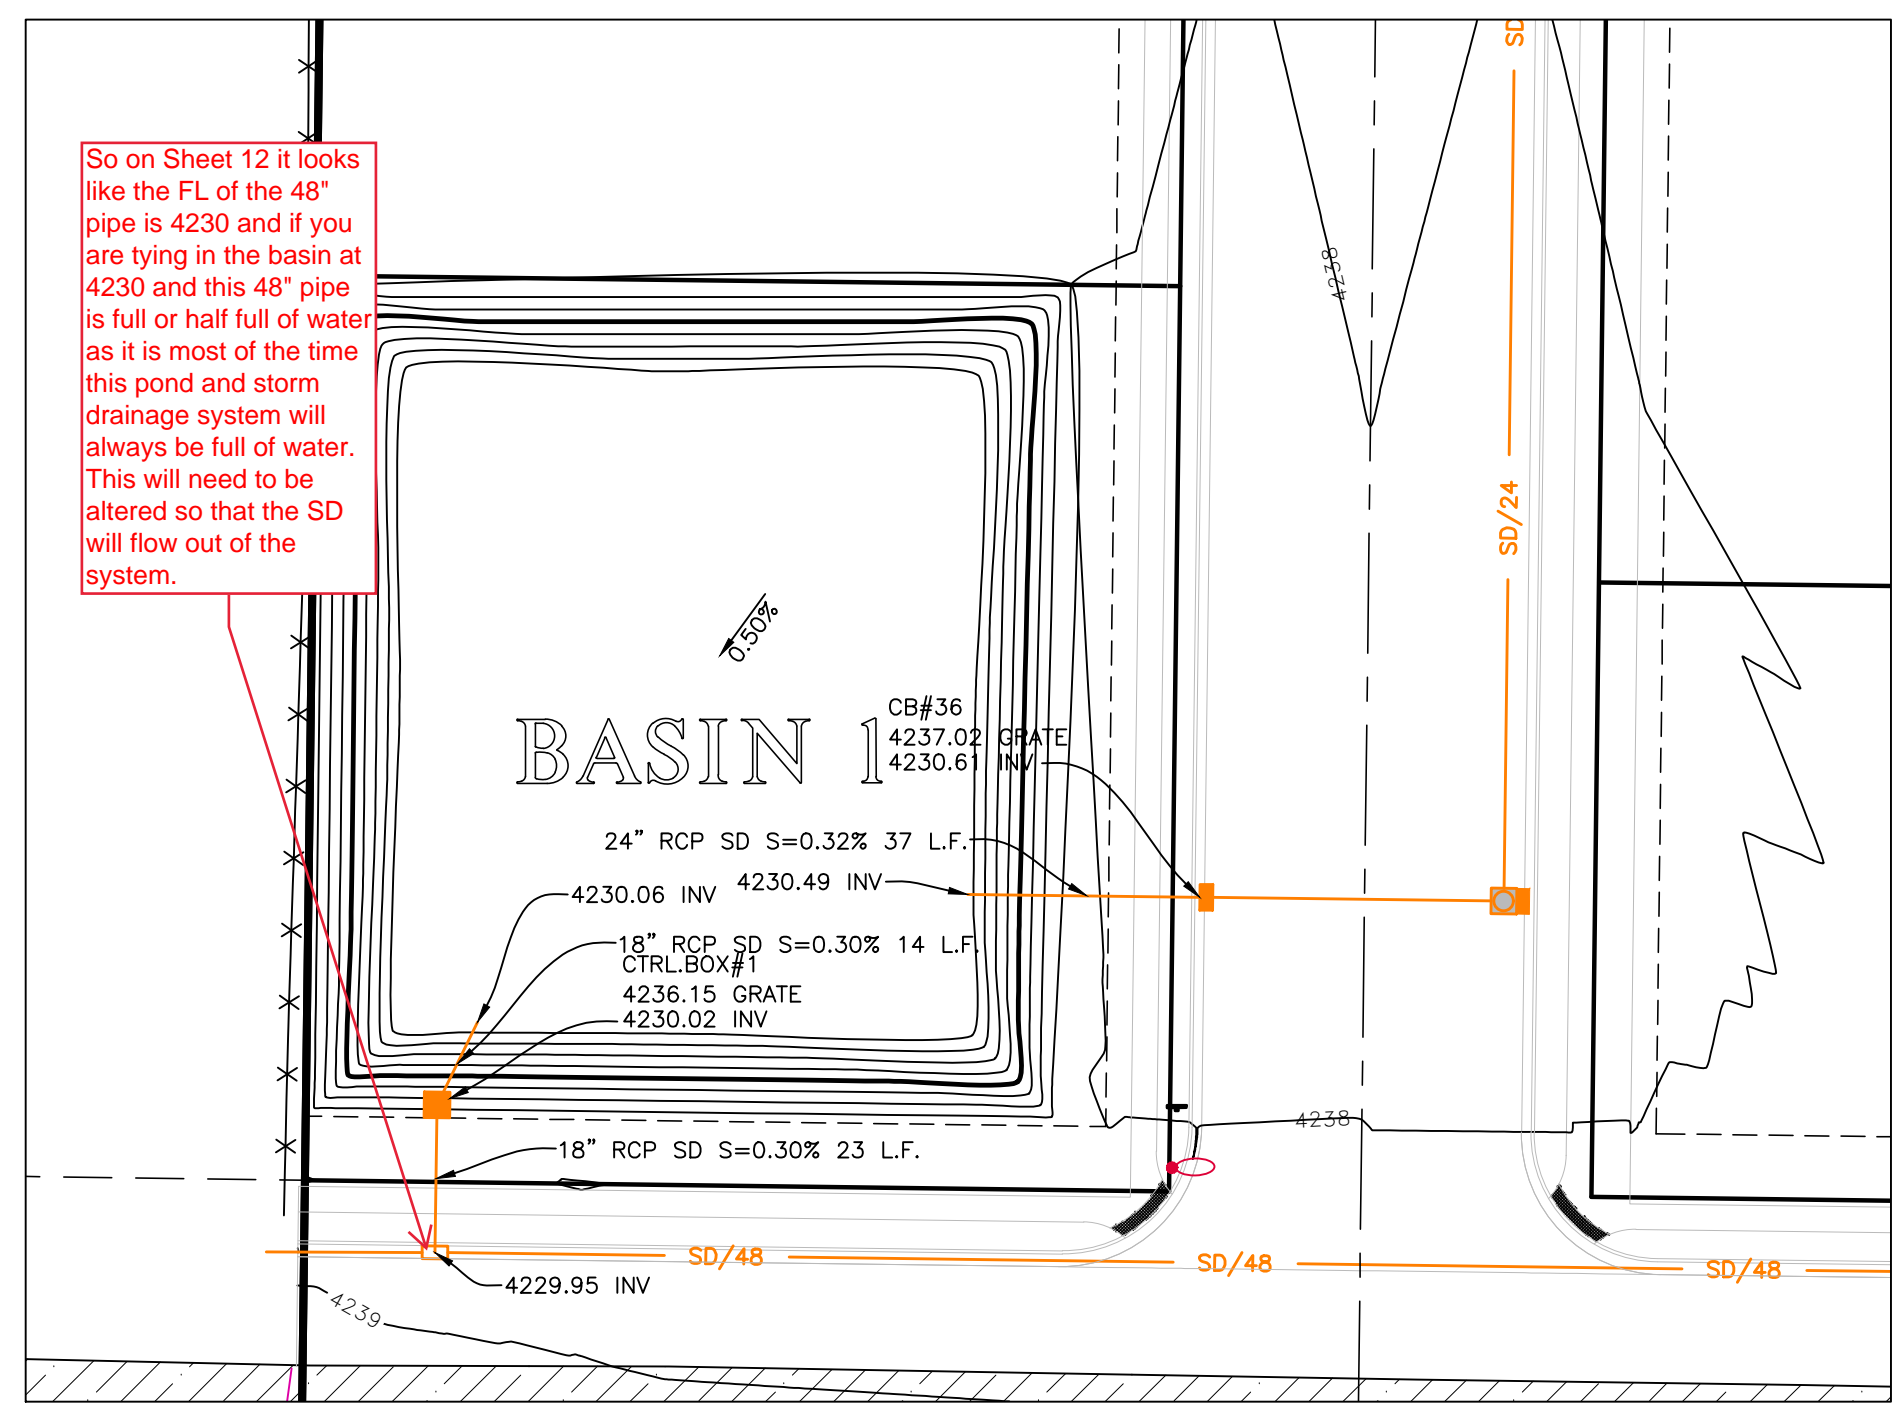 SD
So on Sheet 12 it looks
like the FL of the 48"
pipe is 4230 and if you
are tying in the basin at
4230 and this 48" pipe
is full or half full of water
as it is most of the time
this pond and storm
drainage system will
always be full of water.
This will need to be
altered so that the SD
will flow out of the
system.
4238
SD/24
0.50%
BASIN 1
CB#36
4237.02 GRATE
4230.61 INV
24" RCP SD S=0.32% 37 L.F.
4230.49 INV
4230.06 INV
18" RCP SD S=0.30% 14 L.F.
CTRL.BOX#1
4236.15 GRATE
4230.02 INV
4238
18" RCP SD S=0.30% 23 L.F.
SD/48
SD/48
SD/48
4229.95 INV
4239